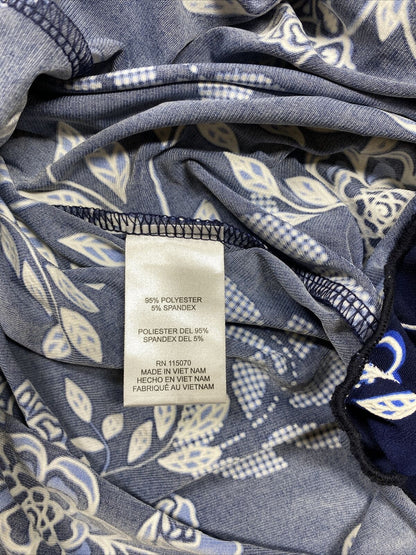 95% POLYESTER
5% SPANDEX
POLIESTER DEL 95%
SPANDEX DEL 5%
RN 115070
MADE IN VIET NAM
HECHO EN VIET NAM
FABRIQUÉ AU VIETNAM